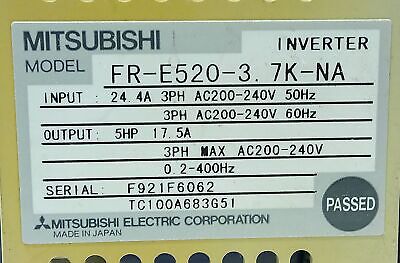 MITSUBISHI INVERTER
MODEL FR-E520-3.7K-NA
INPUT : 24.4A 3PH AC200-240V 50Hz
3PH AC200-240V 60Hz
OUTPUT: 5HP 17.5A
3PH MAX AC200-240V
0.2-400Hz
SERIAL: F921F6062
TC100A683G51
MITSUBISHI ELECTRIC CORPORATION
MADE IN JAPAN
PASSED